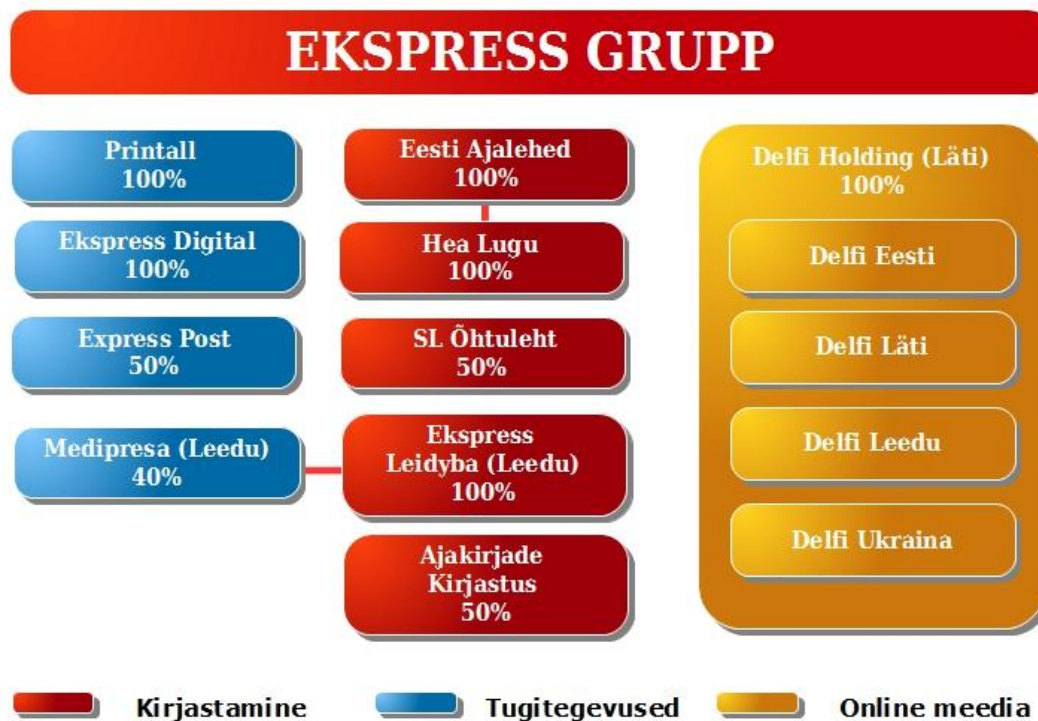 EKSPRESS GRUPP
Printall
100%
Ekspress Digital
100%
Express Post
50%
Medipresa (Leedu)
40%
Eesti Ajalehed
100%
Hea Lugu
100%
SL Õhtuleht
50%
Ekspress
Leidyba (Leedu)
100%
Ajakirjade
Kirjastus
50%
Delfi Holding (Läti)
100%
Delfi Eesti
Delfi Läti
Delfi Leedu
Delfi Ukraina
Kirjastamine
Tugitegevused
Online meedia